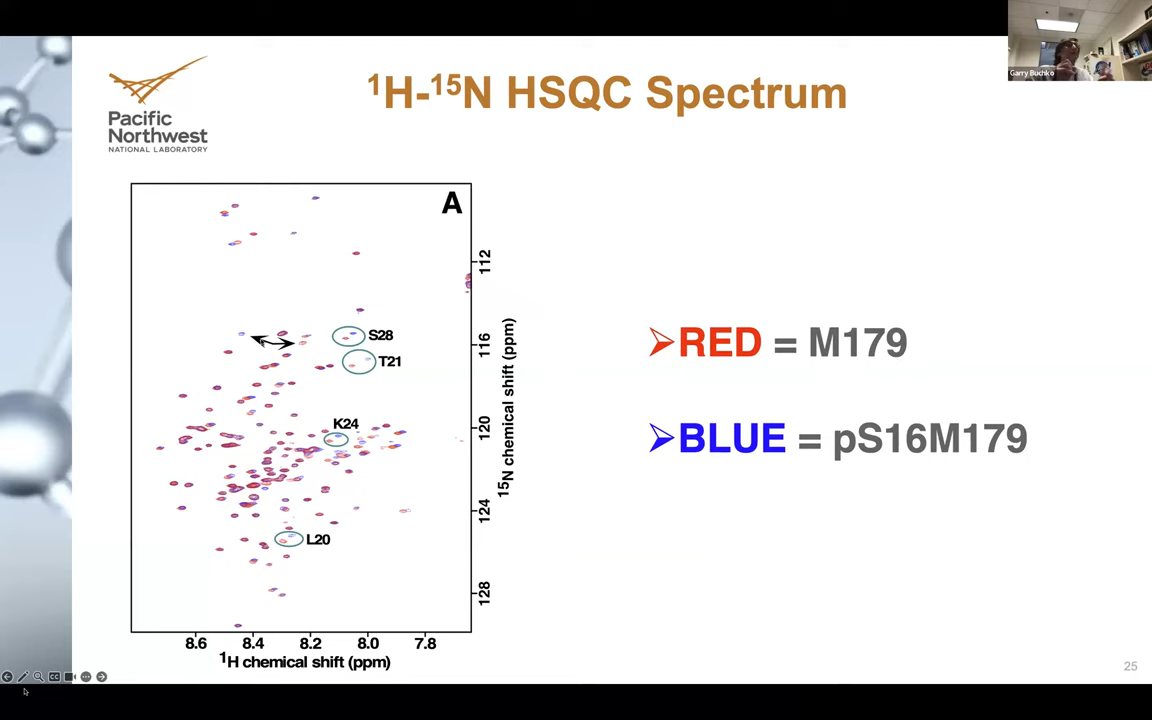 Garry Buchko
Pacific
Northwest
NATIONAL LABORATORY
¹H-¹⁵N HSQC Spectrum
A
S28
T21
K24
L20
112
116
120
124
128
¹⁵N chemical shift (ppm)
8.6 8.4 8.2 8.0 7.8
¹H chemical shift (ppm)
➢RED = M179
➢BLUE = pS16M179
CC
25